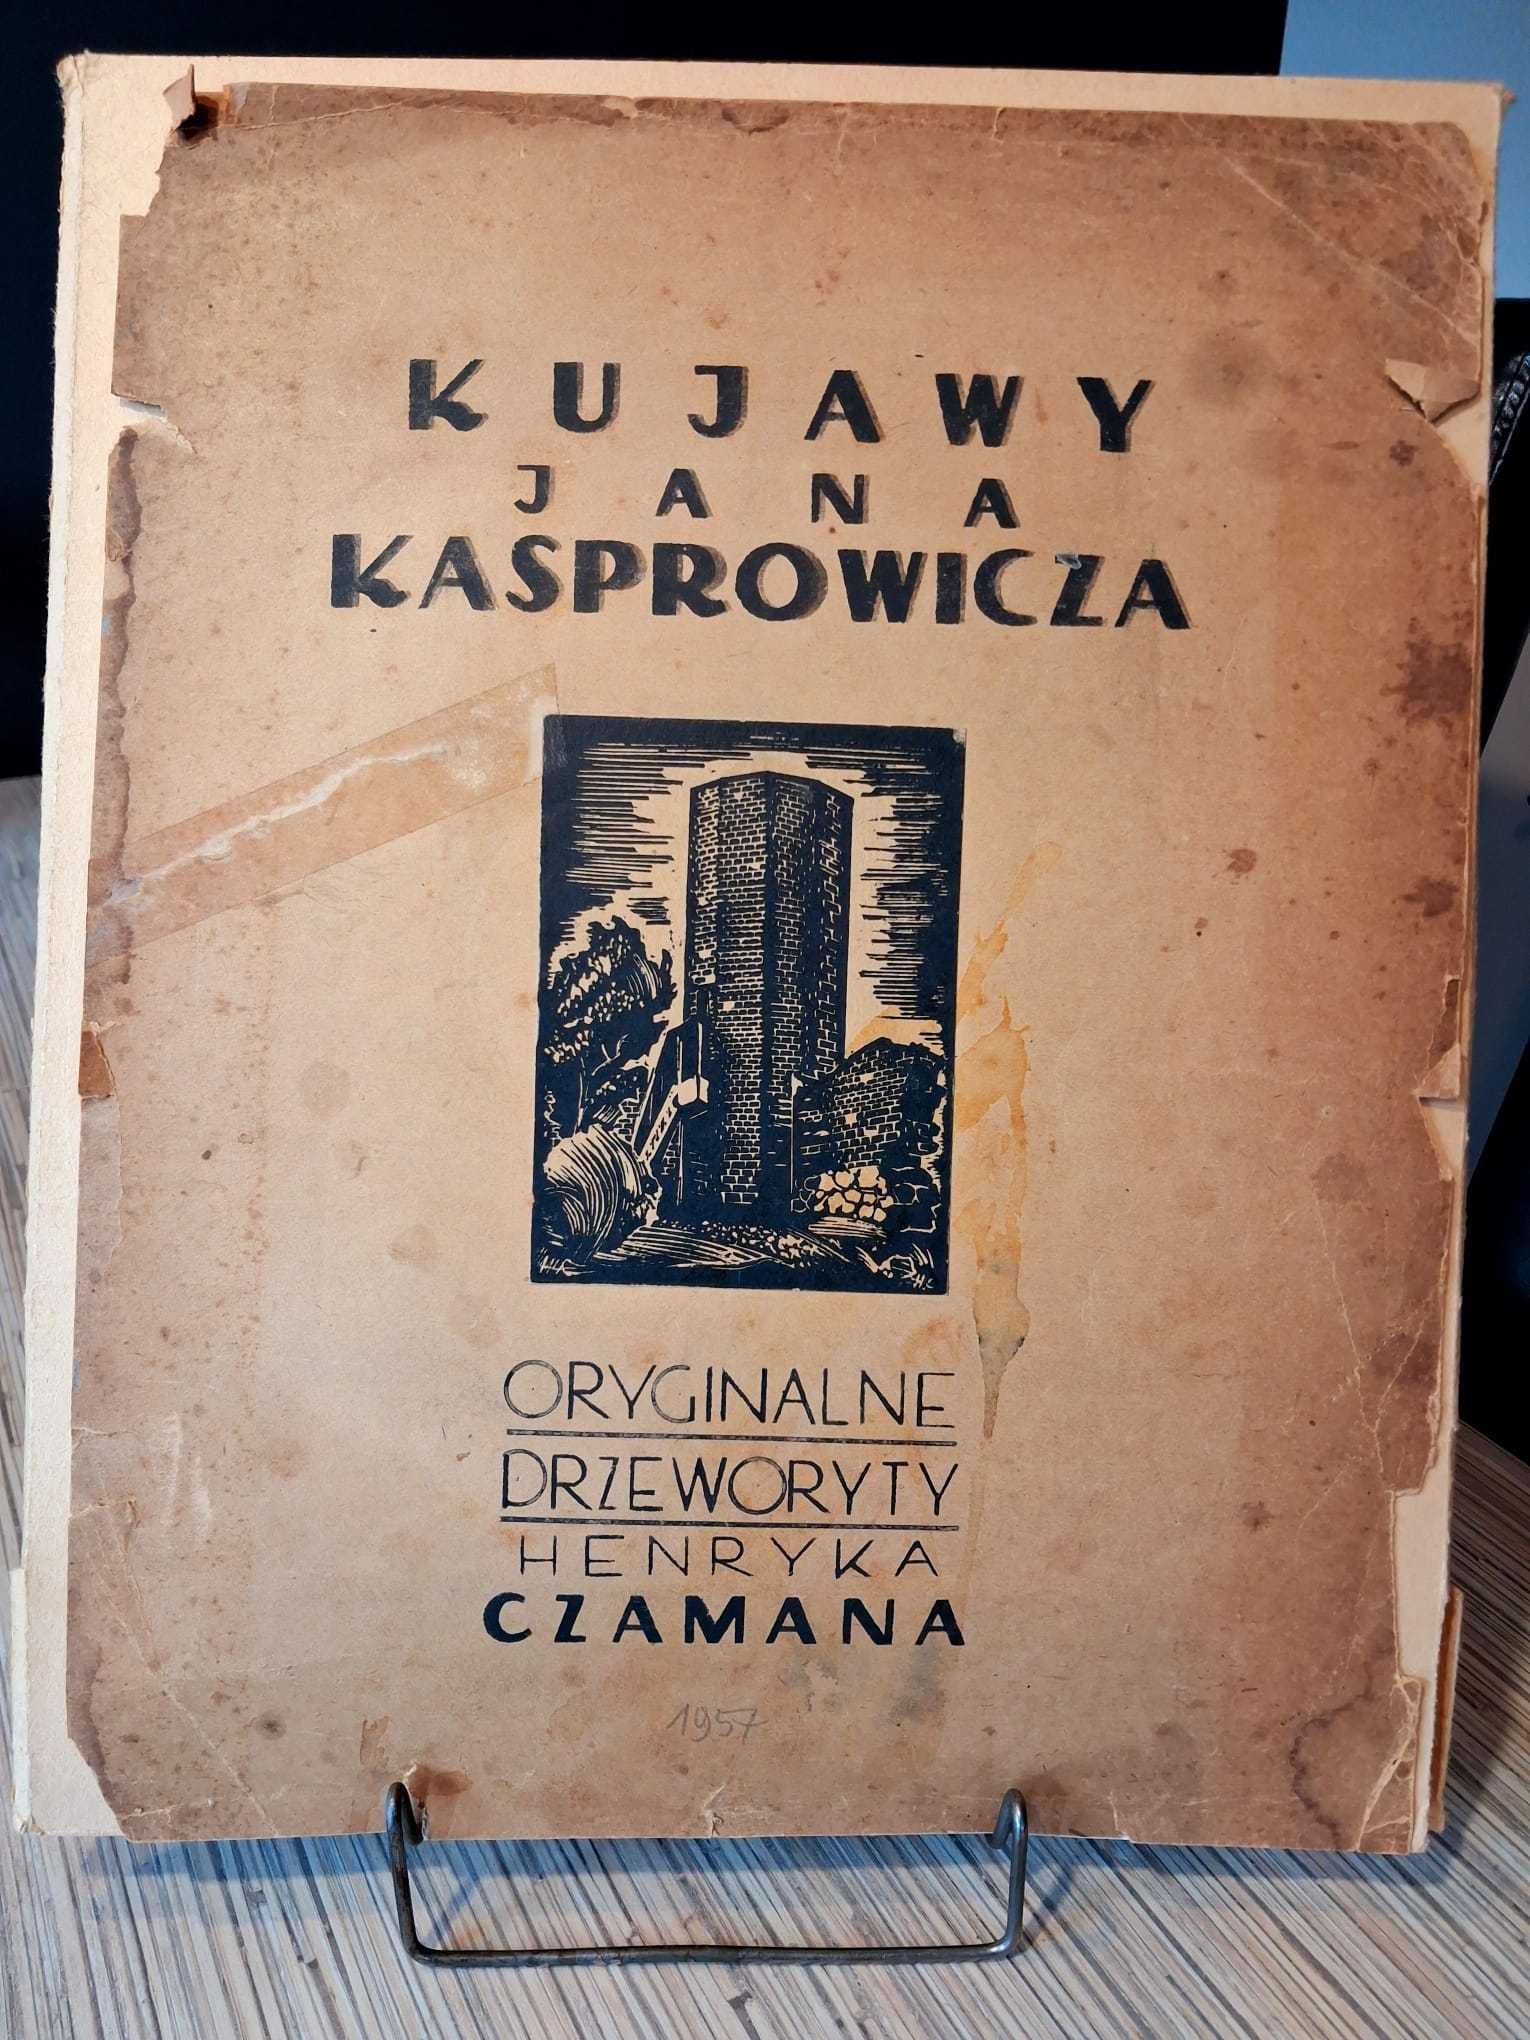 KUJAWY
JANA
KASPROWICZA
H.C.
ORYGINALNE
DRZEWORYTY
HENRYKA
CZAMANA
1957